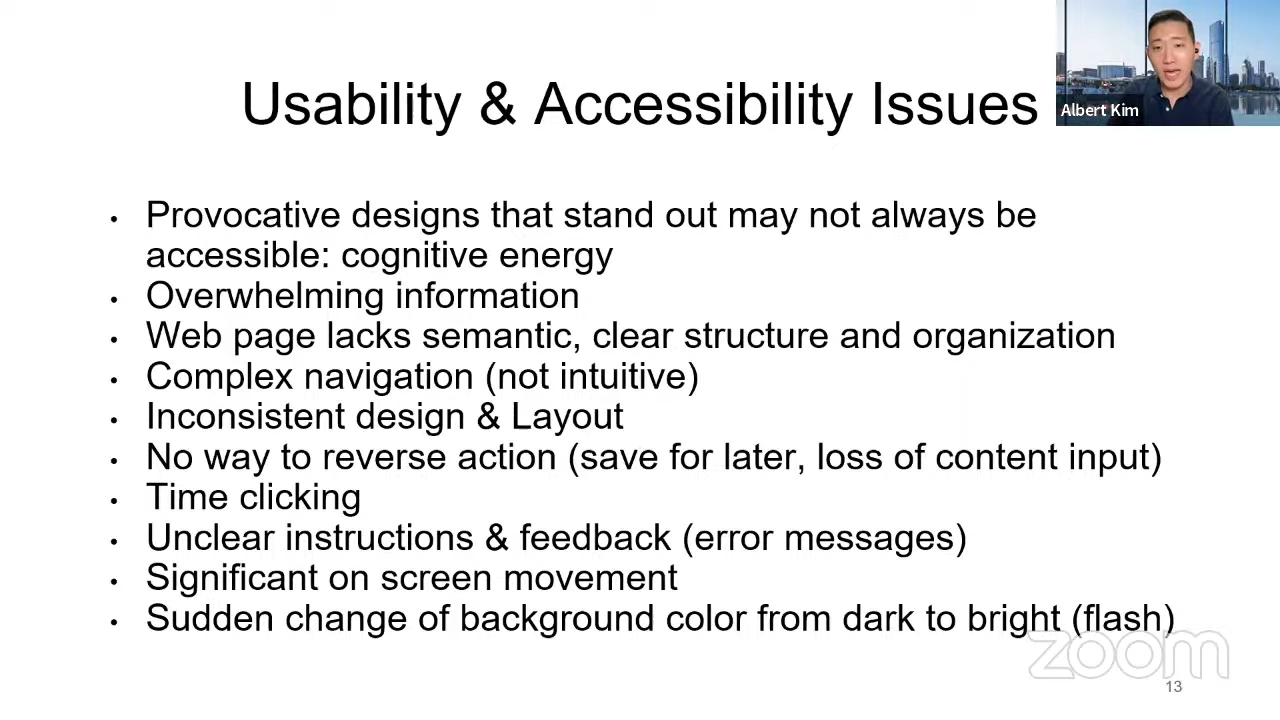 Usability & Accessibility Issues
Albert Kim
• Provocative designs that stand out may not always be
accessible: cognitive energy
• Overwhelming information
• Web page lacks semantic, clear structure and organization
• Complex navigation (not intuitive)
• Inconsistent design & Layout
• No way to reverse action (save for later, loss of content input)
• Time clicking
• Unclear instructions & feedback (error messages)
• Significant on screen movement
• Sudden change of background color from dark to bright (flash)
zoom
13